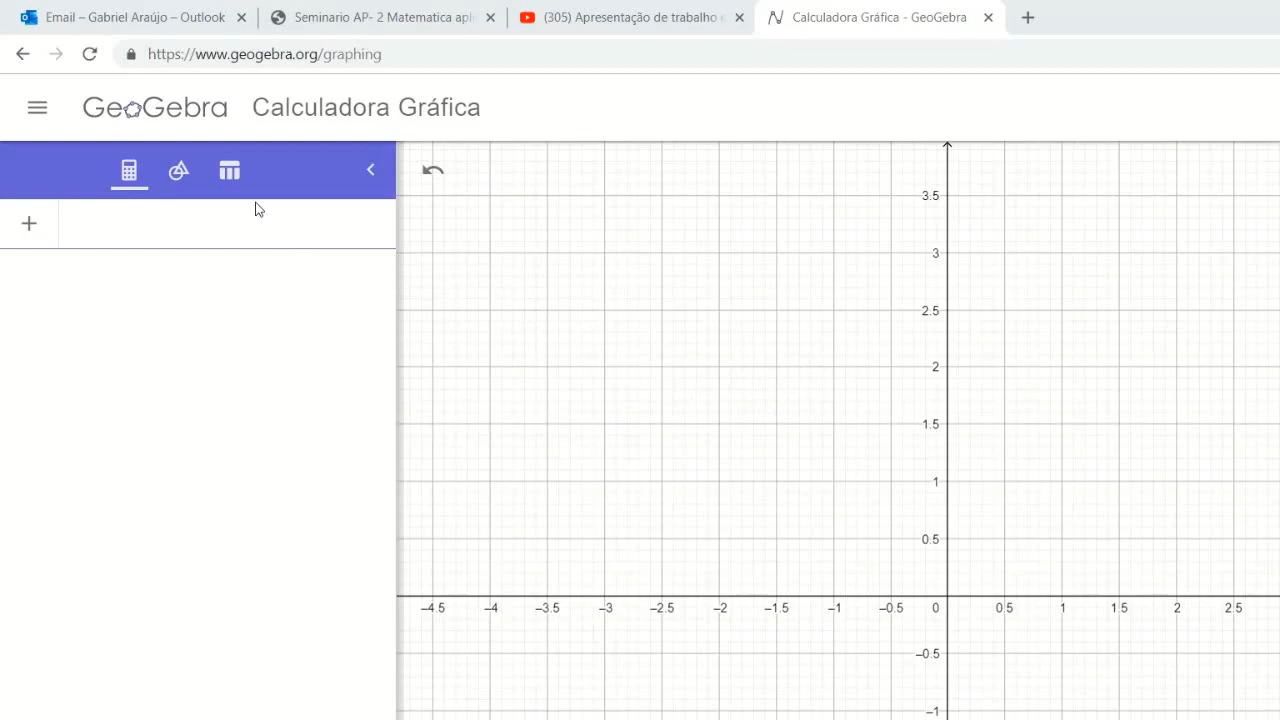 Email – Gabriel Araújo – Outlook
Seminario AP- 2 Matematica apl
(305) Apresentação de trabalho
Calculadora Gráfica - GeoGebra
https://www.geogebra.org/graphing
GeoGebra Calculadora Gráfica
3.5
3
2.5
2
1.5
1
0.5
–4.5 –4 –3.5 –3 –2.5 –2 –1.5 –1 –0.5 0 0.5 1 1.5 2 2.5
–0.5
–1